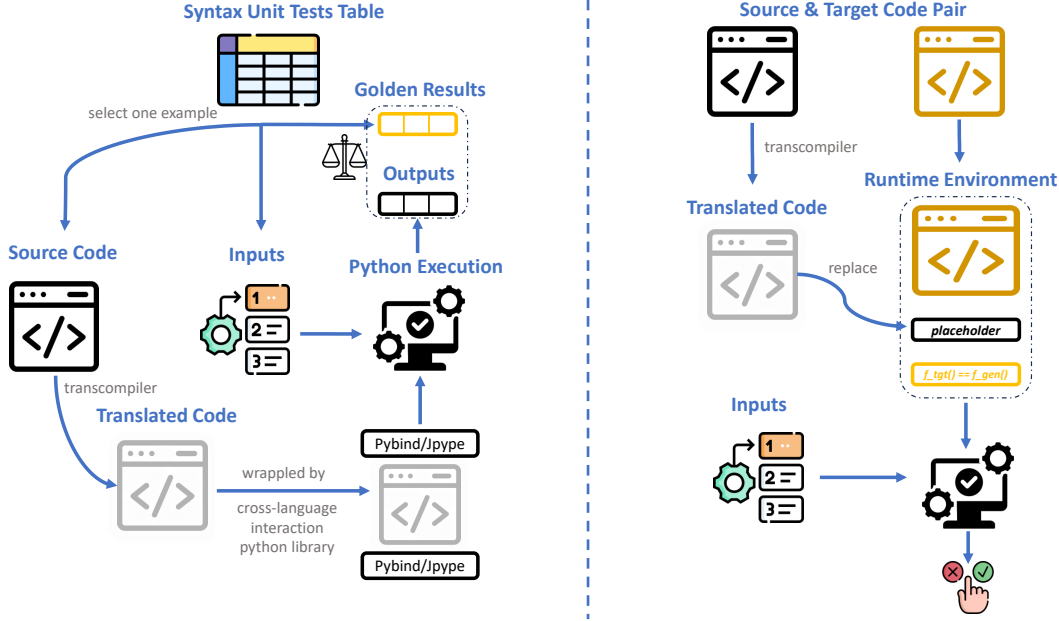 Syntax Unit Tests Table
select one example
Golden Results
Outputs
Source Code
Inputs
Python Execution
1
2
3
transcompiler
Translated Code
Pybind/Jpype
wrappled by
cross-language
interaction
python library
Pybind/Jpype
Source & Target Code Pair
transcompiler
Runtime Environment
Translated Code
replace
placeholder
f_tgt() == f_gen()
Inputs
1
2
3